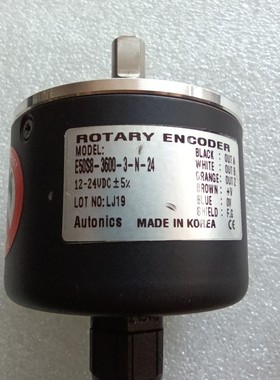 ROTARY ENCODER
MODEL:
E50S8-3600-3-N-24
12-24VDC ±5%
LOT NO: LJ19
BLACK : OUT A
WHITE : OUT B
ORANGE: OUT Z
BROWN : +V
BLUE : 0V
SHIELD : F.G
Autonics MADE IN KOREA CE